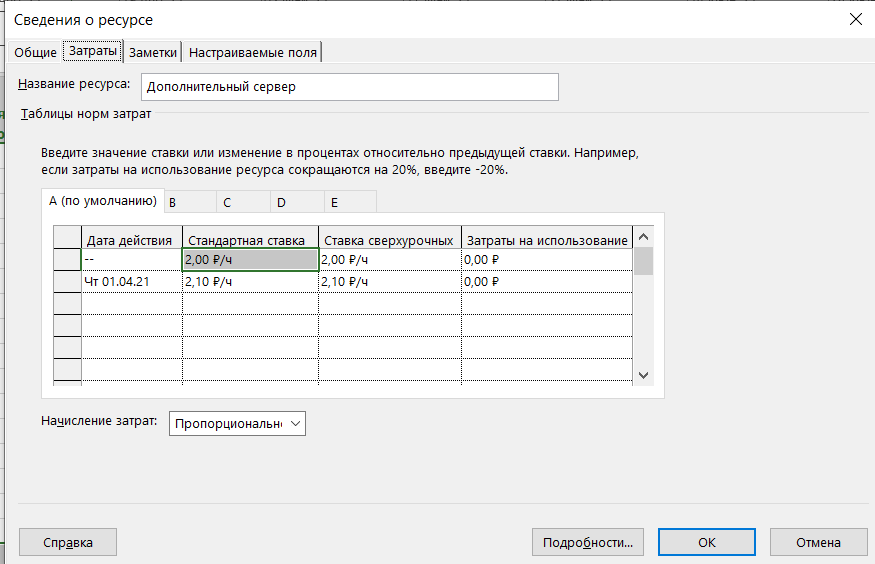 Сведения о ресурсе
Общие Затраты Заметки Настраиваемые поля
Название ресурса: Дополнительный сервер
Таблицы норм затрат
Введите значение ставки или изменение в процентах относительно предыдущей ставки. Например,
если затраты на использование ресурса сокращаются на 20%, введите -20%.
A (по умолчанию) B C D E
Дата действия Стандартная ставка Ставка сверхурочных Затраты на использование
-- 2,00 ₽/ч 2,00 ₽/ч 0,00 ₽
Чт 01.04.21 2,10 ₽/ч 2,10 ₽/ч 0,00 ₽
Начисление затрат: Пропорциональн
Справка Подробности... ОК Отмена